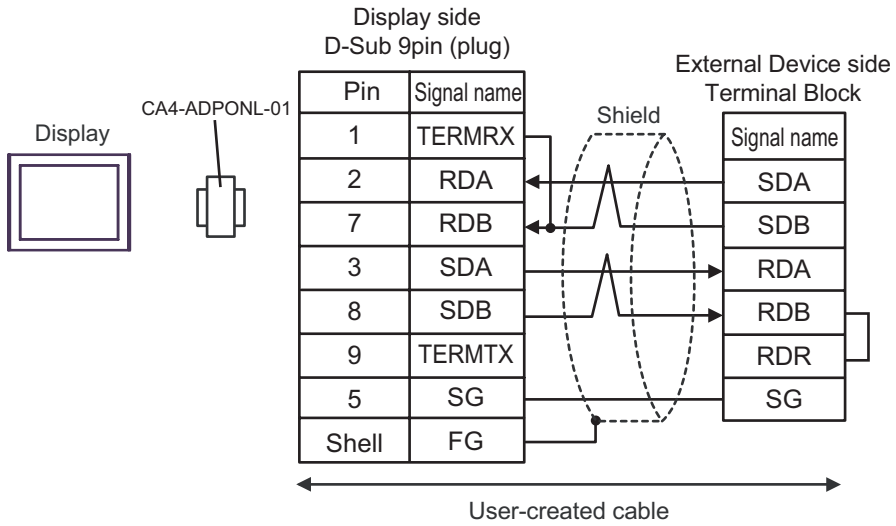 Display side
D-Sub 9pin (plug)
External Device side
Terminal Block
CA4-ADPONL-01
Display
Shield
Pin Signal name
1 TERMRX
2 RDA
7 RDB
3 SDA
8 SDB
9 TERMTX
5 SG
Shell FG
Signal name
SDA
SDB
RDA
RDB
RDR
SG
User-created cable